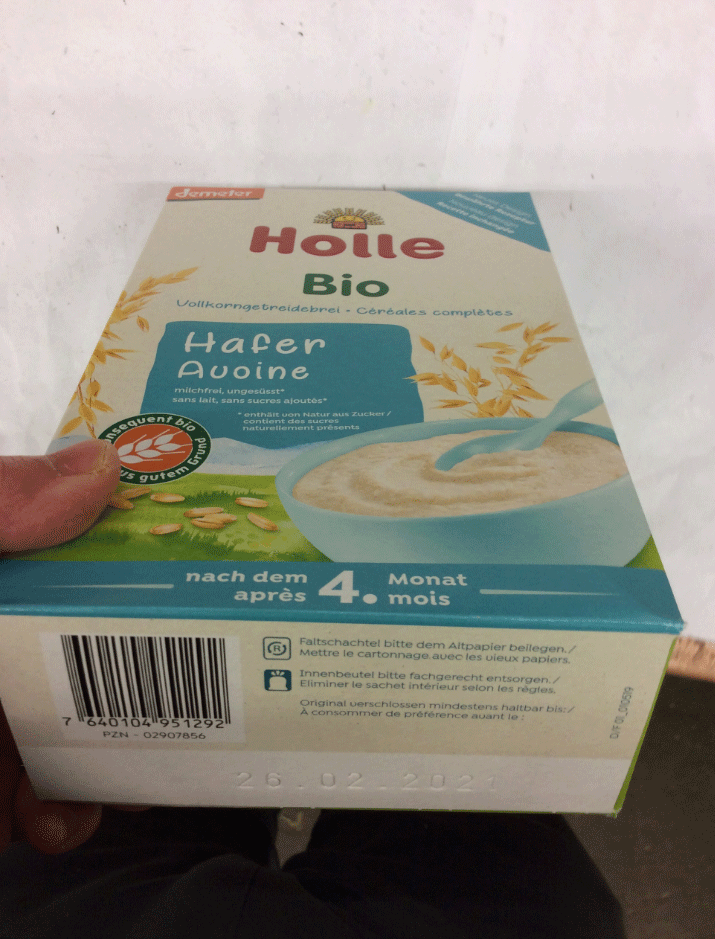 demeter
Holle
Bio
Vollkorngetreidebrei • Céréales complètes
Hafer
Avoine
milchfrei, ungesüsst*
sans lait, sans sucres ajoutés*
* enthält von Natur aus Zucker /
contient des sucres
naturellement présents
bio
aus gutem Grund
nach dem 4. Monat
après mois
Faltschachtel bitte dem Altpapier beilegen./
Mettre le cartonnage avec les vieux papiers.
Innenbeutel bitte fachgerecht entsorgen./
Eliminer le sachet intérieur selon les règles.
Original verschlossen mindestens haltbar bis:/
À consommer de préférence avant le :
7 640104 951292
PZN - 02907856
26.02.2021